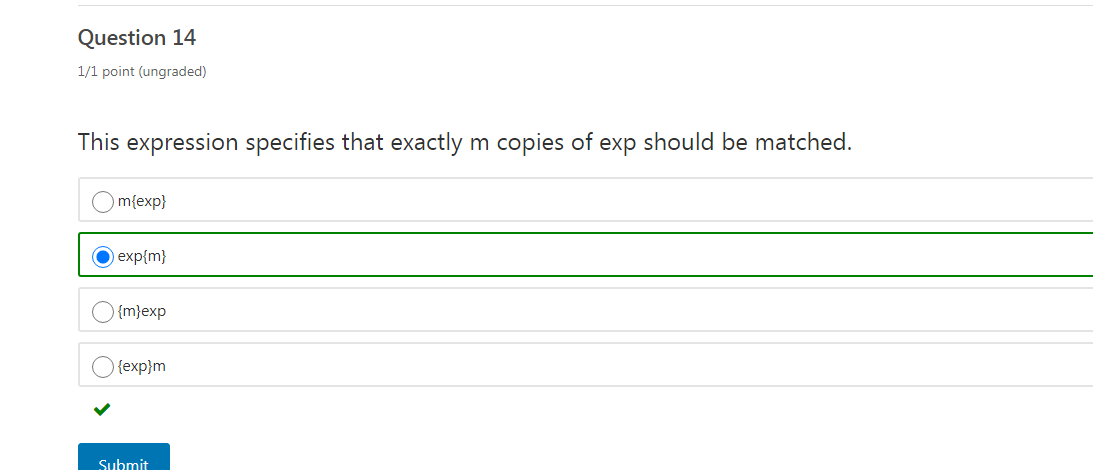 Question 14
1/1 point (ungraded)
This expression specifies that exactly m copies of exp should be matched.
m{exp}
exp{m}
{m}exp
{exp}m
Submit